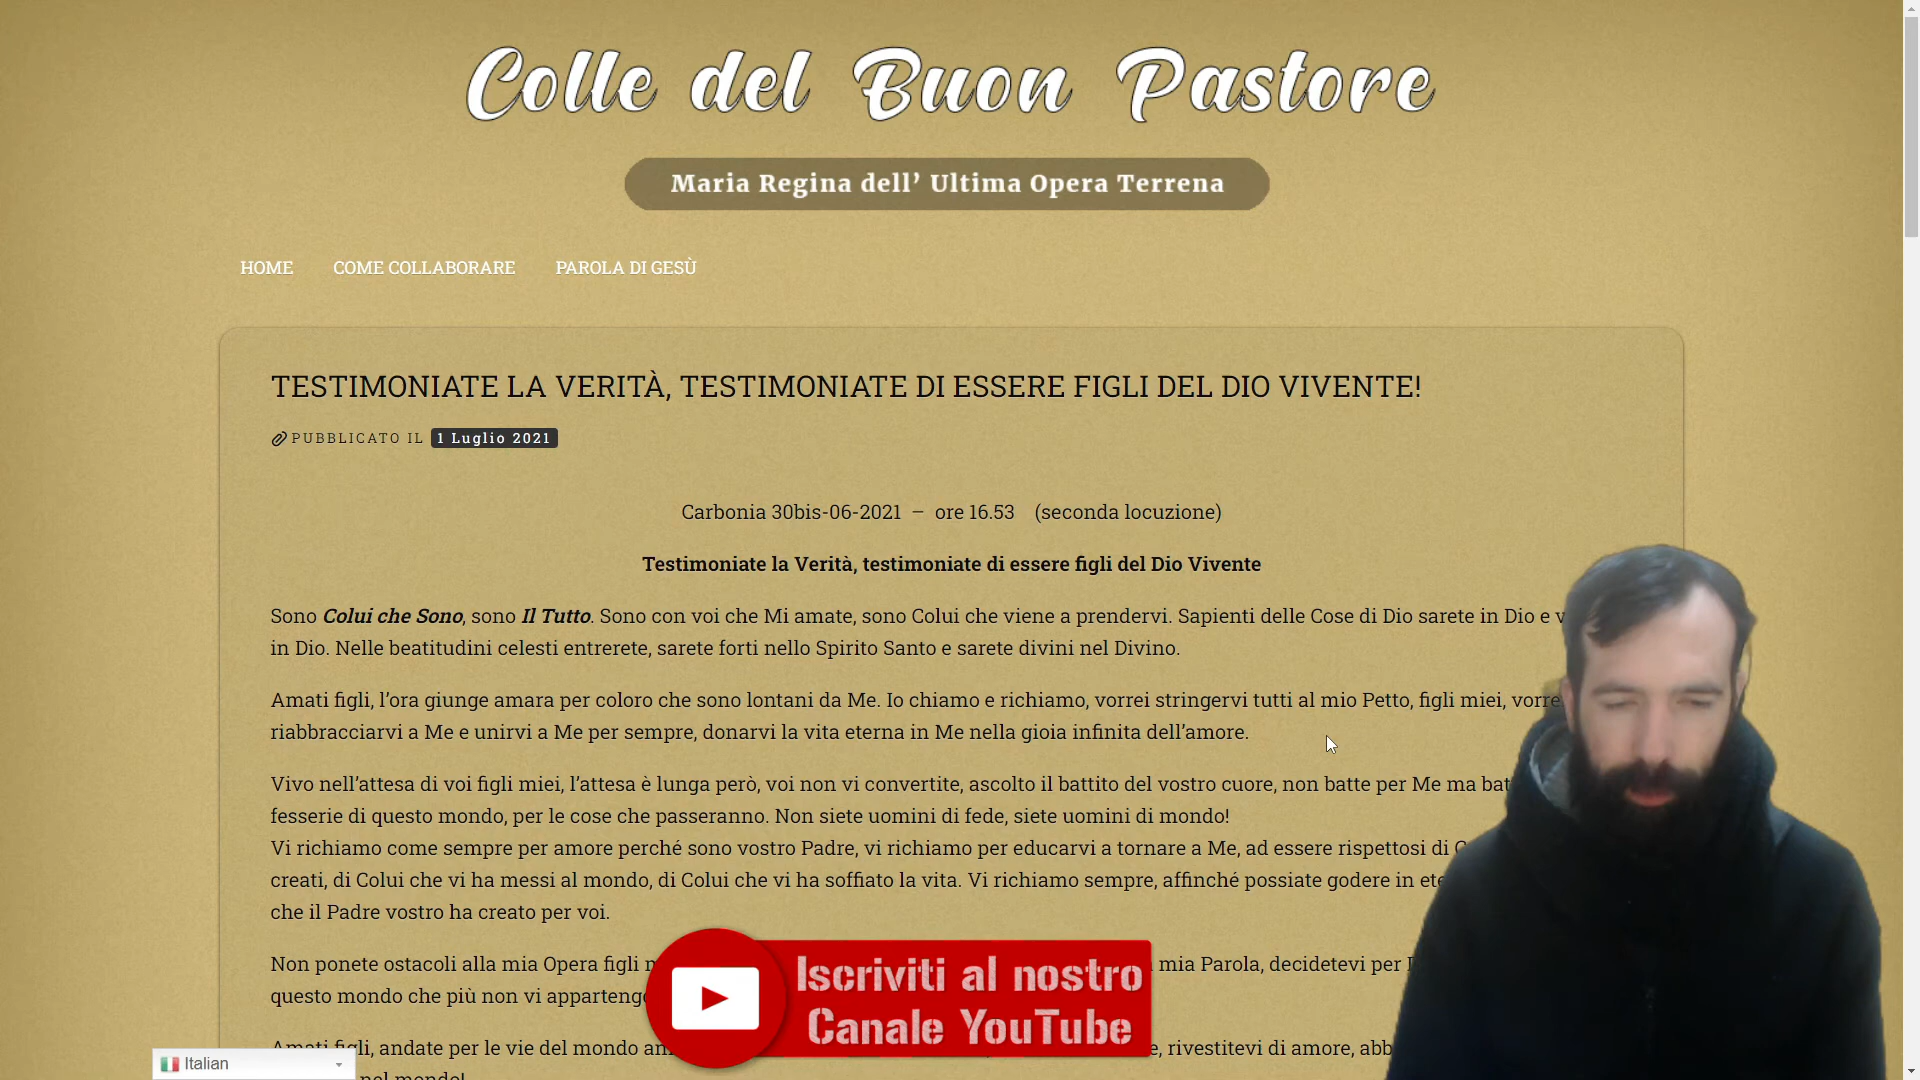 Colle del Buon Pastore
Maria Regina dell’ Ultima Opera Terrena
HOME COME COLLABORARE PAROLA DI GESÙ
TESTIMONIATE LA VERITÀ, TESTIMONIATE DI ESSERE FIGLI DEL DIO VIVENTE!
PUBBLICATO IL 1 Luglio 2021
Carbonia 30bis-06-2021 – ore 16.53 (seconda locuzione)
Testimoniate la Verità, testimoniate di essere figli del Dio Vivente
Sono Colui che Sono, sono Il Tutto. Sono con voi che Mi amate, sono Colui che viene a prendervi. Sapienti delle Cose di Dio sarete in Dio e
in Dio. Nelle beatitudini celesti entrerete, sarete forti nello Spirito Santo e sarete divini nel Divino.
Amati figli, l’ora giunge amara per coloro che sono lontani da Me. Io chiamo e richiamo, vorrei stringervi tutti al mio Petto, figli miei,
riabbracciarvi a Me e unirvi a Me per sempre, donarvi la vita eterna in Me nella gioia infinita dell’amore.
Vivo nell’attesa di voi figli miei, l’attesa è lunga però, voi non vi convertite, ascolto il battito del vostro cuore, non batte per Me ma
fesserie di questo mondo, per le cose che passeranno. Non siete uomini di fede, siete uomini di mondo!
Vi richiamo come sempre per amore perché sono vostro Padre, vi richiamo per educarvi a tornare a Me, ad essere rispettosi di
creati, di Colui che vi ha messi al mondo, di Colui che vi ha soffiato la vita. Vi richiamo sempre, affinché possiate godere in
che il Padre vostro ha creato per voi.
Non ponete ostacoli alla mia Opera figli mia Parola, decidetevi per
questo mondo che più non vi
Amati figli, andate per le vie del mondo rivestitevi di amore,
nel mondo!
Iscriviti al nostro
Canale YouTube
Italian